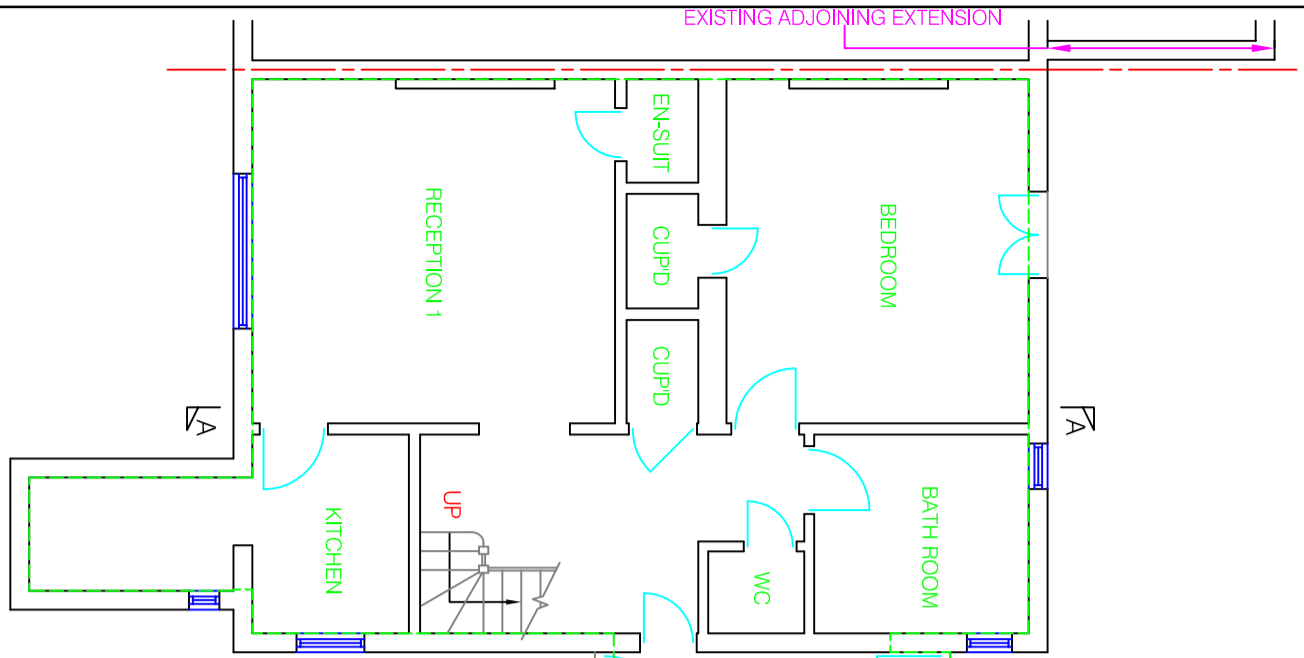 EXISTING ADJOINING EXTENSION
EN-SUIT
RECEPTION 1
CUP'D
BEDROOM
CUP'D
A
A
UP
KITCHEN
BATH ROOM
WC